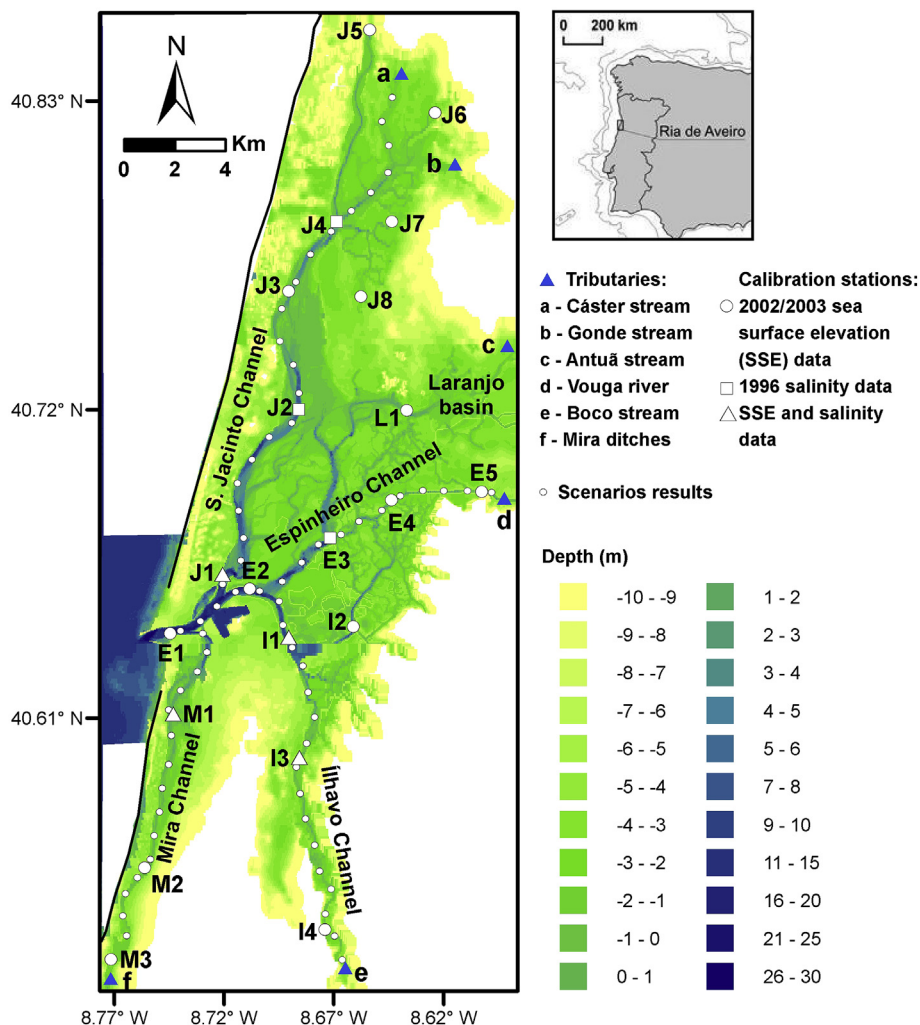 J5
N
a
40.83° N
J6
Km
0 2 4
b
J4
J7
J3
J8
c
S. Jacinto Channel
Laranjo
basin
40.72° N
J2
L1
Espinheiro Channel
E5
E4
d
E3
J1
E2
I2
I1
E1
40.61° N
M1
I3
Mira Channel
Ílhavo Channel
M2
I4
M3
f
e
8.77° W
8.72° W
8.67° W
8.62° W
0 200 km
Ria de Aveiro
Tributaries:
a - Cáster stream
b - Gonde stream
c - Antuã stream
d - Vouga river
e - Boco stream
f - Mira ditches
Calibration stations:
2002/2003 sea
surface elevation
(SSE) data
1996 salinity data
SSE and salinity
data
Scenarios results
Depth (m)
-10 - -9
-9 - -8
-8 - -7
-7 - -6
-6 - -5
-5 - -4
-4 - -3
-3 - -2
-2 - -1
-1 - 0
0 - 1
1 - 2
2 - 3
3 - 4
4 - 5
5 - 6
7 - 8
9 - 10
11 - 15
16 - 20
21 - 25
26 - 30